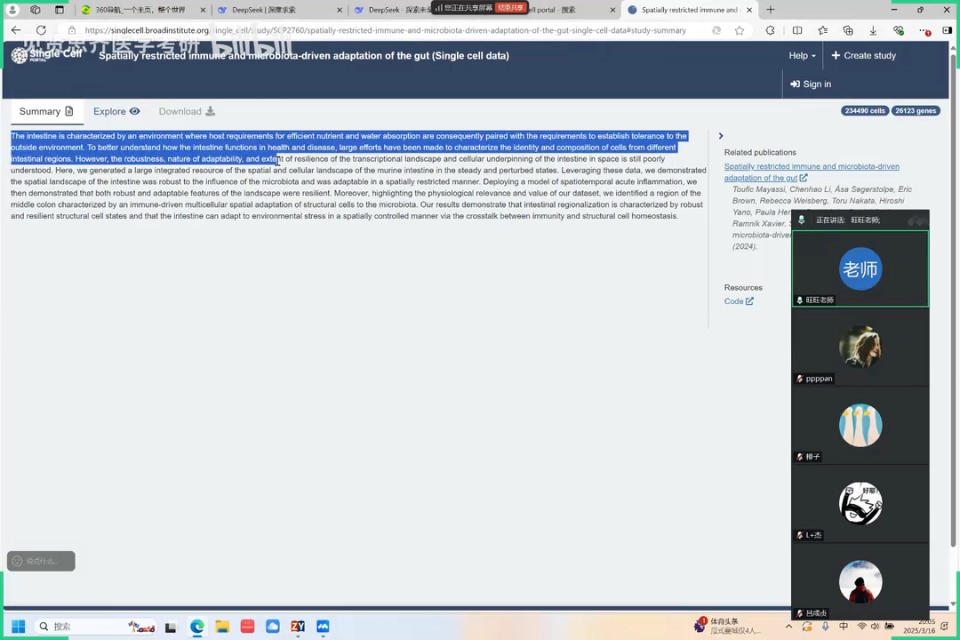 360导航_一个主页，整个世界
DeepSeek | 深度求索
DeepSeek - 探索未
您正在共享屏幕 结束共享
ell portal - 搜索
Spatially restricted immune and
https://singlecell.broadinstitute.org/single_cell/study/SCP2760/spatially-restricted-immune-and-microbiota-driven-adaptation-of-the-gut-single-cell-data#study-summary
bilibili
Single Cell
PORTAL
Spatially restricted immune and microbiota-driven adaptation of the gut (Single cell data)
Help
Create study
Sign in
Summary
Explore
Download
234490 cells
26123 genes
The intestine is characterized by an environment where host requirements for efficient nutrient and water absorption are consequently paired with the requirements to establish tolerance to the
outside environment. To better understand how the intestine functions in health and disease, large efforts have been made to characterize the identity and composition of cells from different
intestinal regions. However, the robustness, nature of adaptability, and extent of resilience of the transcriptional landscape and cellular underpinning of the intestine in space is still poorly
understood. Here, we generated a large integrated resource of the spatial and cellular landscape of the murine intestine in the steady and perturbed states. Leveraging these data, we demonstrated
the spatial landscape of the intestine was robust to the influence of the microbiota and was adaptable in a spatially restricted manner. Deploying a model of spatiotemporal acute inflammation, we
then demonstrated that both robust and adaptable features of the landscape were resilient. Moreover, highlighting the physiological relevance and value of our dataset, we identified a region of the
middle colon characterized by an immune-driven multicellular spatial adaptation of structural cells to the microbiota. Our results demonstrate that intestinal regionalization is characterized by robust
and resilient structural cell states and that the intestine can adapt to environmental stress in a spatially controlled manner via the crosstalk between immunity and structural cell homeostasis.
Related publications
Spatially restricted immune and microbiota-driven
adaptation of the gut
Toufic Mayassi, Chenhao Li, Åsa Segerstolpe, Eric
Brown, Rebecca Weisberg, Toru Nakata, Hiroshi
Yano, Paula Her
Ramnik Xavier,
microbiota-drive
(2024).
Resources
Code
正在讲话: 旺旺老师;
老师
旺旺老师
ppppan
椰子
L+杰
吕成贞
说点什么...
搜索
体育头条
中
20:05
2025/3/16